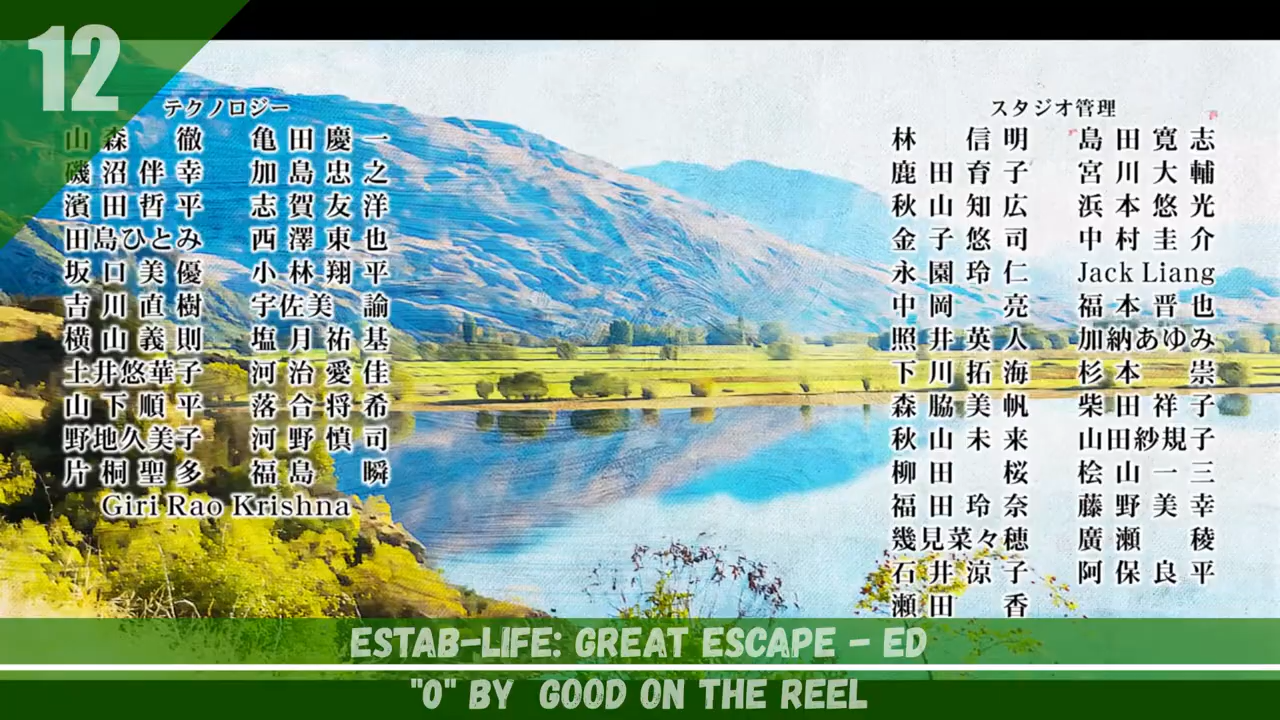 12
テクノロジー
山森 徹 亀田慶一
磯沼伴幸 加島忠之
濱田哲平 志賀友洋
田島ひとみ 西澤東也
坂口美優 小林翔平
吉川直樹 宇佐美 諭
横山義則 塩月祐基
土井悠華子 河治愛佳
山下順平 落合将希
野地久美子 河野慎司
片桐聖多 福島 瞬
Giri Rao Krishna
スタジオ管理
林 信明 島田寛志
鹿田育子 宮川大輔
秋山知広 浜本悠光
金子悠司 中村圭介
永園玲仁 Jack Liang
中岡 亮 福本晋也
照井英人 加納あゆみ
下川拓海 杉本 崇
森脇美帆 柴田祥子
秋山未来 山田紗規子
柳田 桜 桧山一三
福田玲奈 藤野美幸
幾見菜々穂 廣瀬 稜
石井涼子 阿保良平
瀬田 香
ESTAB-LIFE: GREAT ESCAPE - ED
"0" BY GOOD ON THE REEL